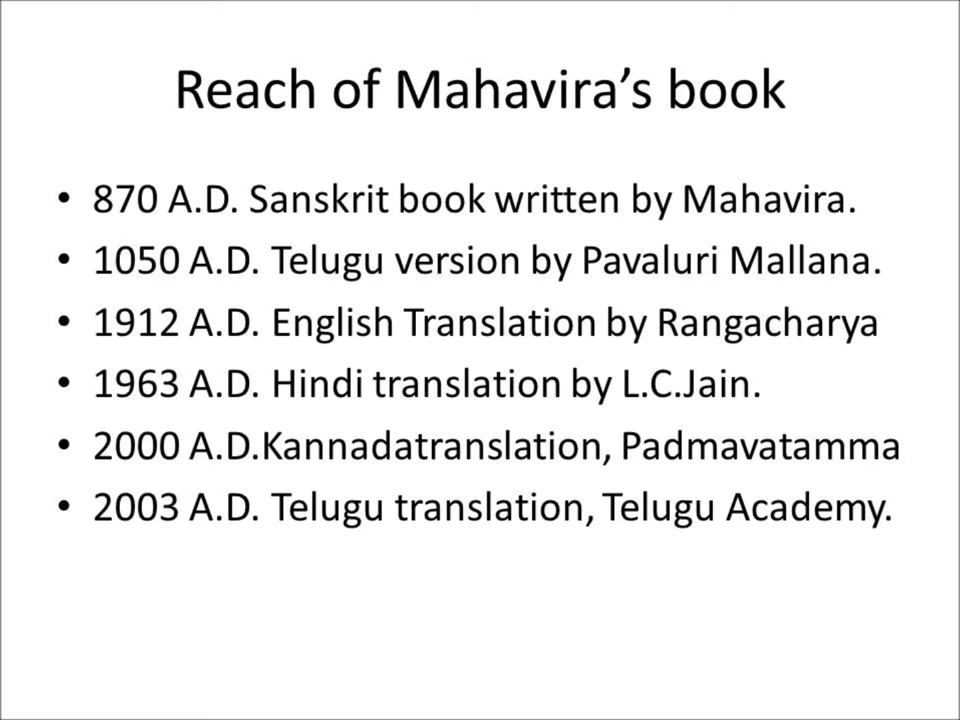 Reach of Mahavira’s book
• 870 A.D. Sanskrit book written by Mahavira.
• 1050 A.D. Telugu version by Pavaluri Mallana.
• 1912 A.D. English Translation by Rangacharya
• 1963 A.D. Hindi translation by L.C.Jain.
• 2000 A.D.Kannadatranslation, Padmavatamma
• 2003 A.D. Telugu translation, Telugu Academy.